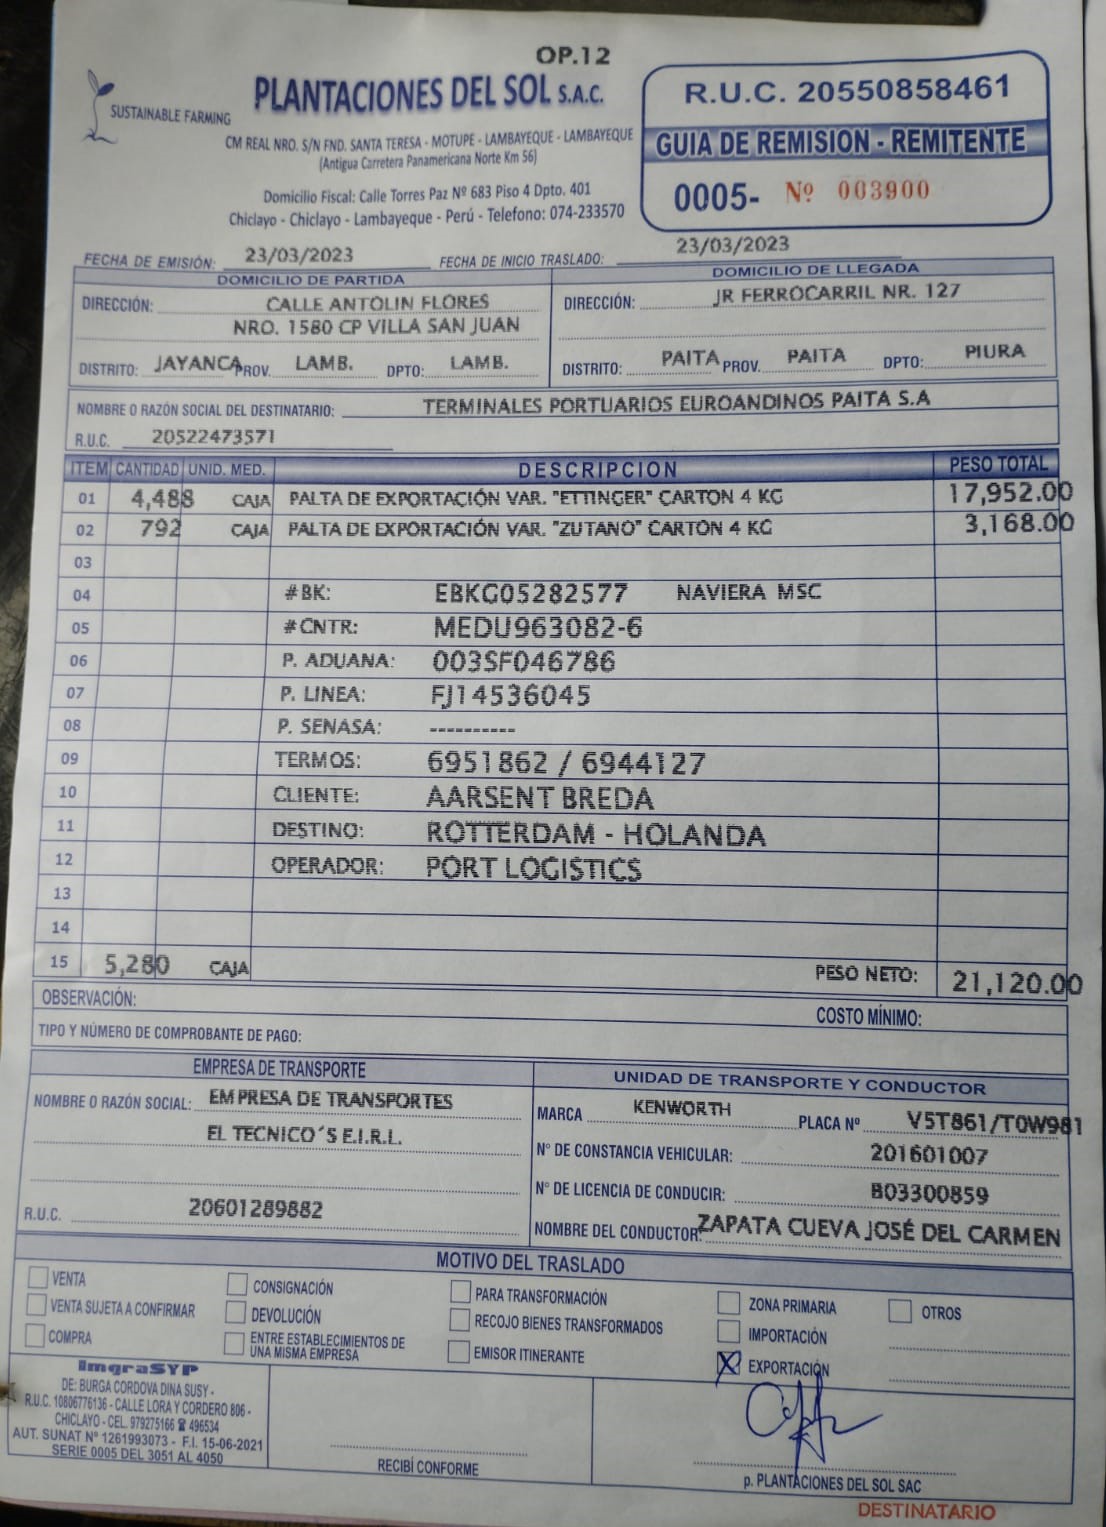 OP.12
SUSTAINABLE FARMING
PLANTACIONES DEL SOL S.A.C.
CM REAL NRO. S/N FND. SANTA TERESA - MOTUPE - LAMBAYEQUE - LAMBAYEQUE
(Antigua Carretera Panamericana Norte Km 56)
Domicilio Fiscal: Calle Torres Paz Nº 683 Piso 4 Dpto. 401
Chiclayo - Chiclayo - Lambayeque - Perú - Telefono: 074-233570
R.U.C. 20550858461
GUIA DE REMISION - REMITENTE
0005- Nº 003900
FECHA DE EMISIÓN: 23/03/2023 FECHA DE INICIO TRASLADO: 23/03/2023
DOMICILIO DE PARTIDA
DIRECCIÓN: CALLE ANTOLIN FLORES
NRO. 1580 CP VILLA SAN JUAN
DISTRITO: JAYANCA PROV. LAMB. DPTO: LAMB.
DOMICILIO DE LLEGADA
DIRECCIÓN: JR FERROCARRIL NR. 127
DISTRITO: PAITA PROV. PAITA DPTO: PIURA
NOMBRE O RAZÓN SOCIAL DEL DESTINATARIO: TERMINALES PORTUARIOS EUROANDINOS PAITA S.A
R.U.C. 20522473571
ITEM CANTIDAD UNID. MED. DESCRIPCION PESO TOTAL
01 4,488 CAJA PALTA DE EXPORTACIÓN VAR. "ETTINGER" CARTON 4 KG 17,952.00
02 792 CAJA PALTA DE EXPORTACIÓN VAR. "ZUTANO" CARTON 4 KG 3,168.00
03
04 #BK: EBKG05282577 NAVIERA MSC
05 #CNTR: MEDU963082-6
06 P. ADUANA: 003SF046786
07 P. LINEA: FJ14536045
08 P. SENASA: ----------
09 TERMOS: 6951862 / 6944127
10 CLIENTE: AARSENT BREDA
11 DESTINO: ROTTERDAM - HOLANDA
12 OPERADOR: PORT LOGISTICS
13
14
15 5,280 CAJA PESO NETO: 21,120.00
OBSERVACIÓN:
COSTO MÍNIMO:
TIPO Y NÚMERO DE COMPROBANTE DE PAGO:
EMPRESA DE TRANSPORTE
NOMBRE O RAZÓN SOCIAL: EMPRESA DE TRANSPORTES
EL TECNICO´S E.I.R.L.
R.U.C. 20601289882
UNIDAD DE TRANSPORTE Y CONDUCTOR
MARCA KENWORTH PLACA Nº V5T861/T0W981
N° DE CONSTANCIA VEHICULAR: 201601007
N° DE LICENCIA DE CONDUCIR: B03300859
NOMBRE DEL CONDUCTOR: ZAPATA CUEVA JOSÉ DEL CARMEN
MOTIVO DEL TRASLADO
VENTA
VENTA SUJETA A CONFIRMAR
COMPRA
CONSIGNACIÓN
DEVOLUCIÓN
ENTRE ESTABLECIMIENTOS DE
UNA MISMA EMPRESA
PARA TRANSFORMACIÓN
RECOJO BIENES TRANSFORMADOS
EMISOR ITINERANTE
ZONA PRIMARIA
IMPORTACIÓN
X EXPORTACIÓN
OTROS
ImgraSYP
DE: BURGA CORDOVA DINA SUSY -
R.U.C. 10806776136 - CALLE LORA Y CORDERO 806 -
CHICLAYO - CEL. 979275166 ☎ 496534
AUT. SUNAT Nº 1261993073 - F.I. 15-06-2021
SERIE 0005 DEL 3051 AL 4050
RECIBÍ CONFORME
p. PLANTACIONES DEL SOL SAC
DESTINATARIO